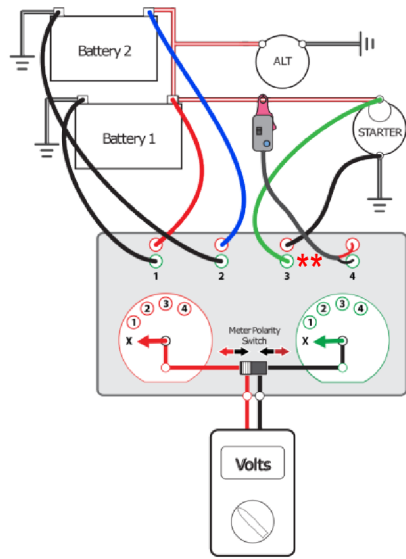 Battery 2
ALT
Battery 1
STARTER
**
1 2 3 4
1 2 3 4
X
Meter Polarity
Switch
1 2 3 4
X
Volts